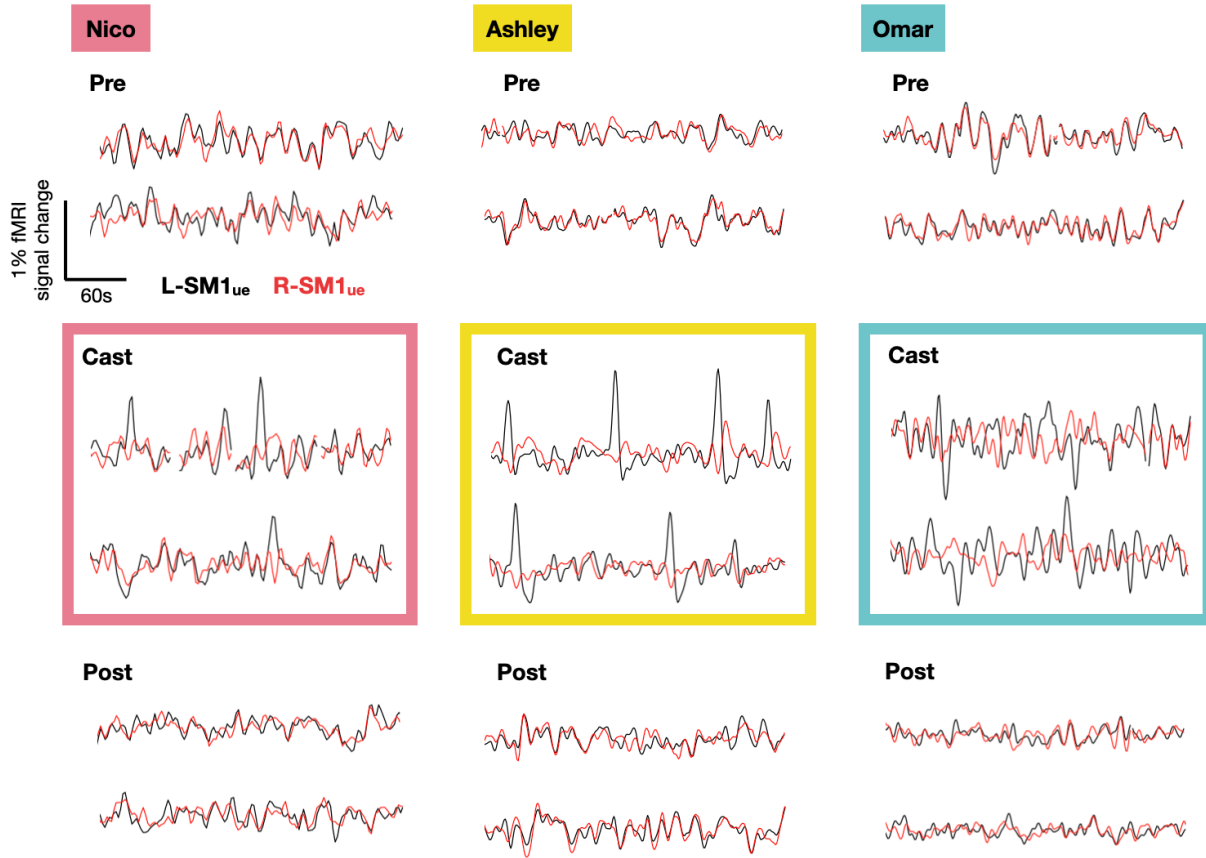 Nico Ashley Omar
Pre Pre Pre
1% fMRI
signal change
60s
L-SM1ue R-SM1ue
Cast Cast Cast
Post Post Post